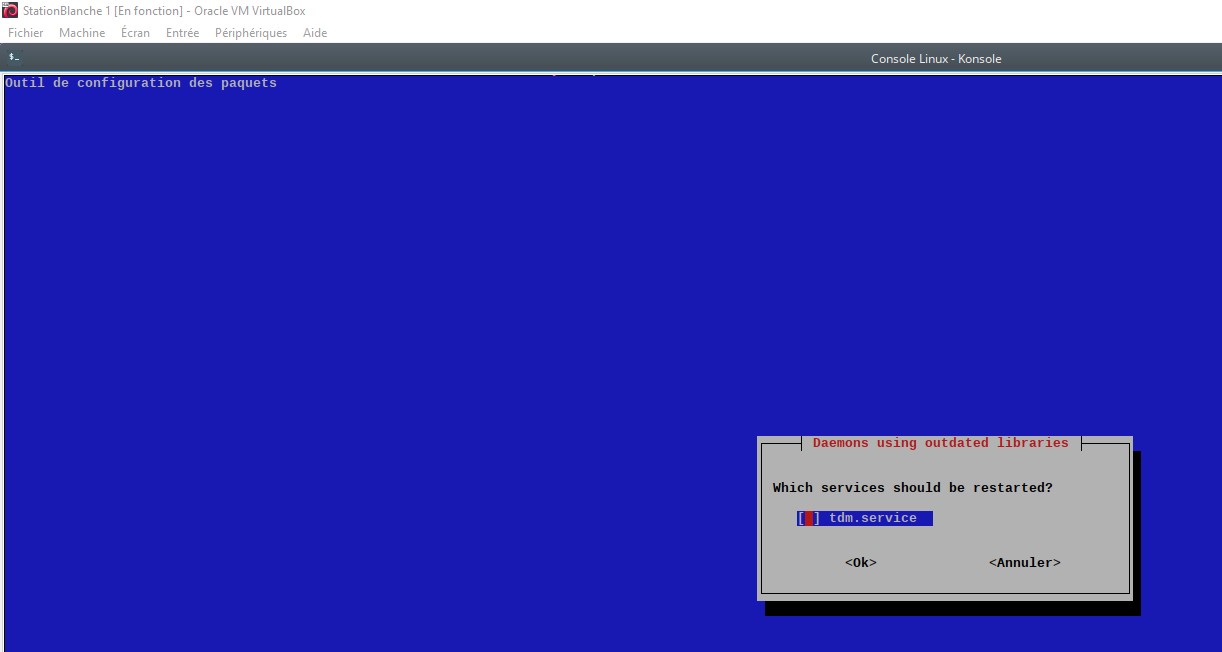 StationBlanche 1 [En fonction] - Oracle VM VirtualBox
Fichier Machine Écran Entrée Périphériques Aide
Console Linux - Konsole
Outil de configuration des paquets
Daemons using outdated libraries
Which services should be restarted?
[ ] tdm.service
<Ok> <Annuler>